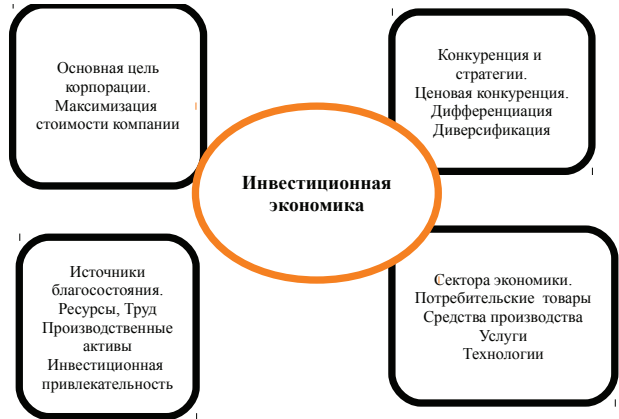 Основная цель
корпорации.
Максимизация
стоимости компании
Конкуренция и
стратегии.
Ценовая конкуренция.
Дифференциация
Диверсификация
Инвестиционная
экономика
Источники
благосостояния.
Ресурсы, Труд
Производственные
активы
Инвестиционная
привлекательность
Сектора экономики.
Потребительские товары
Средства производства
Услуги
Технологии